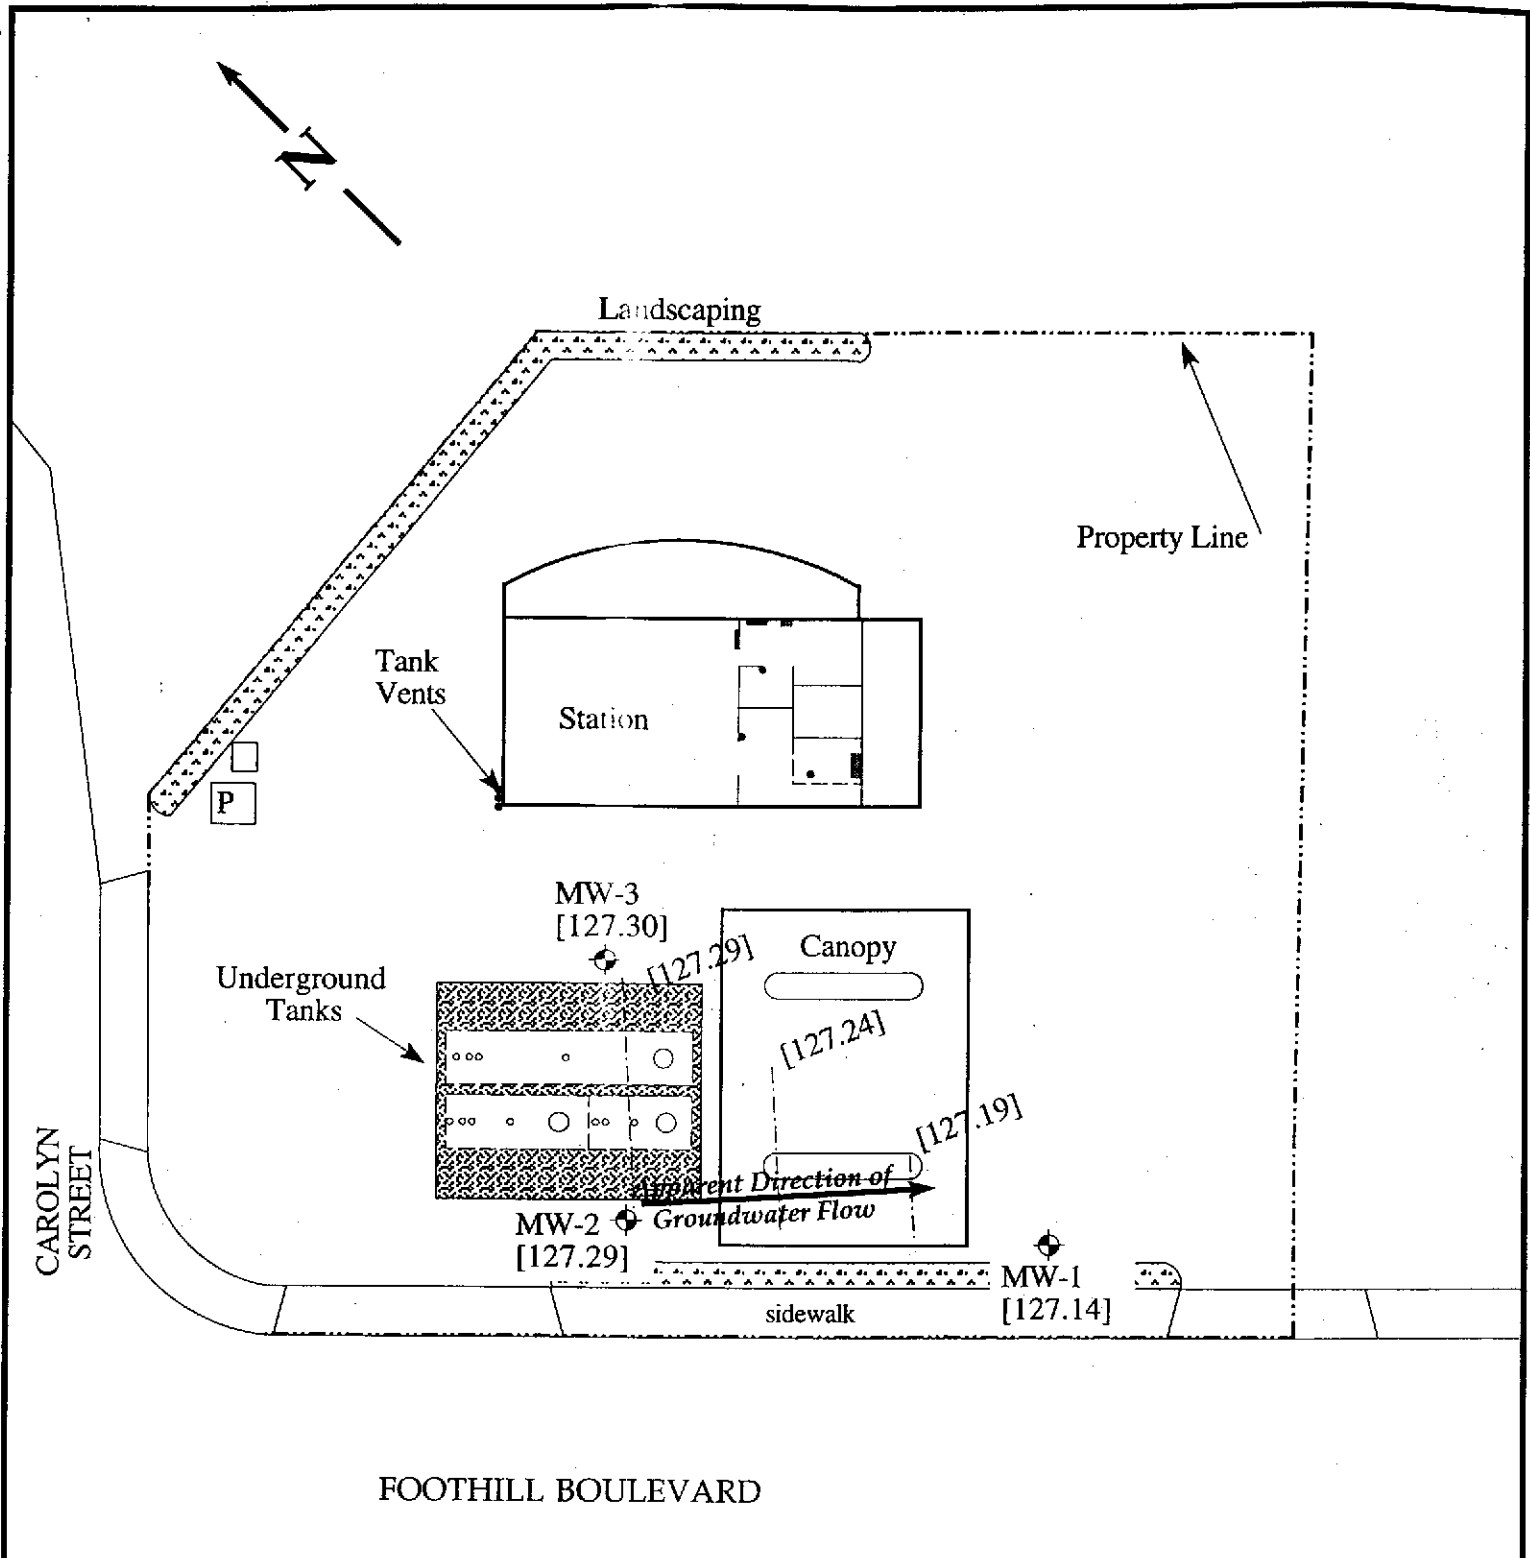 N
Landscaping
Property Line
Tank
Vents
Station
P
MW-3
[127.30]
[127.29]
Canopy
Underground
Tanks
[127.24]
[127.19]
CAROLYN
STREET
Apparent Direction of
Groundwater Flow
MW-2
[127.29]
MW-1
[127.14]
sidewalk
FOOTHILL BOULEVARD